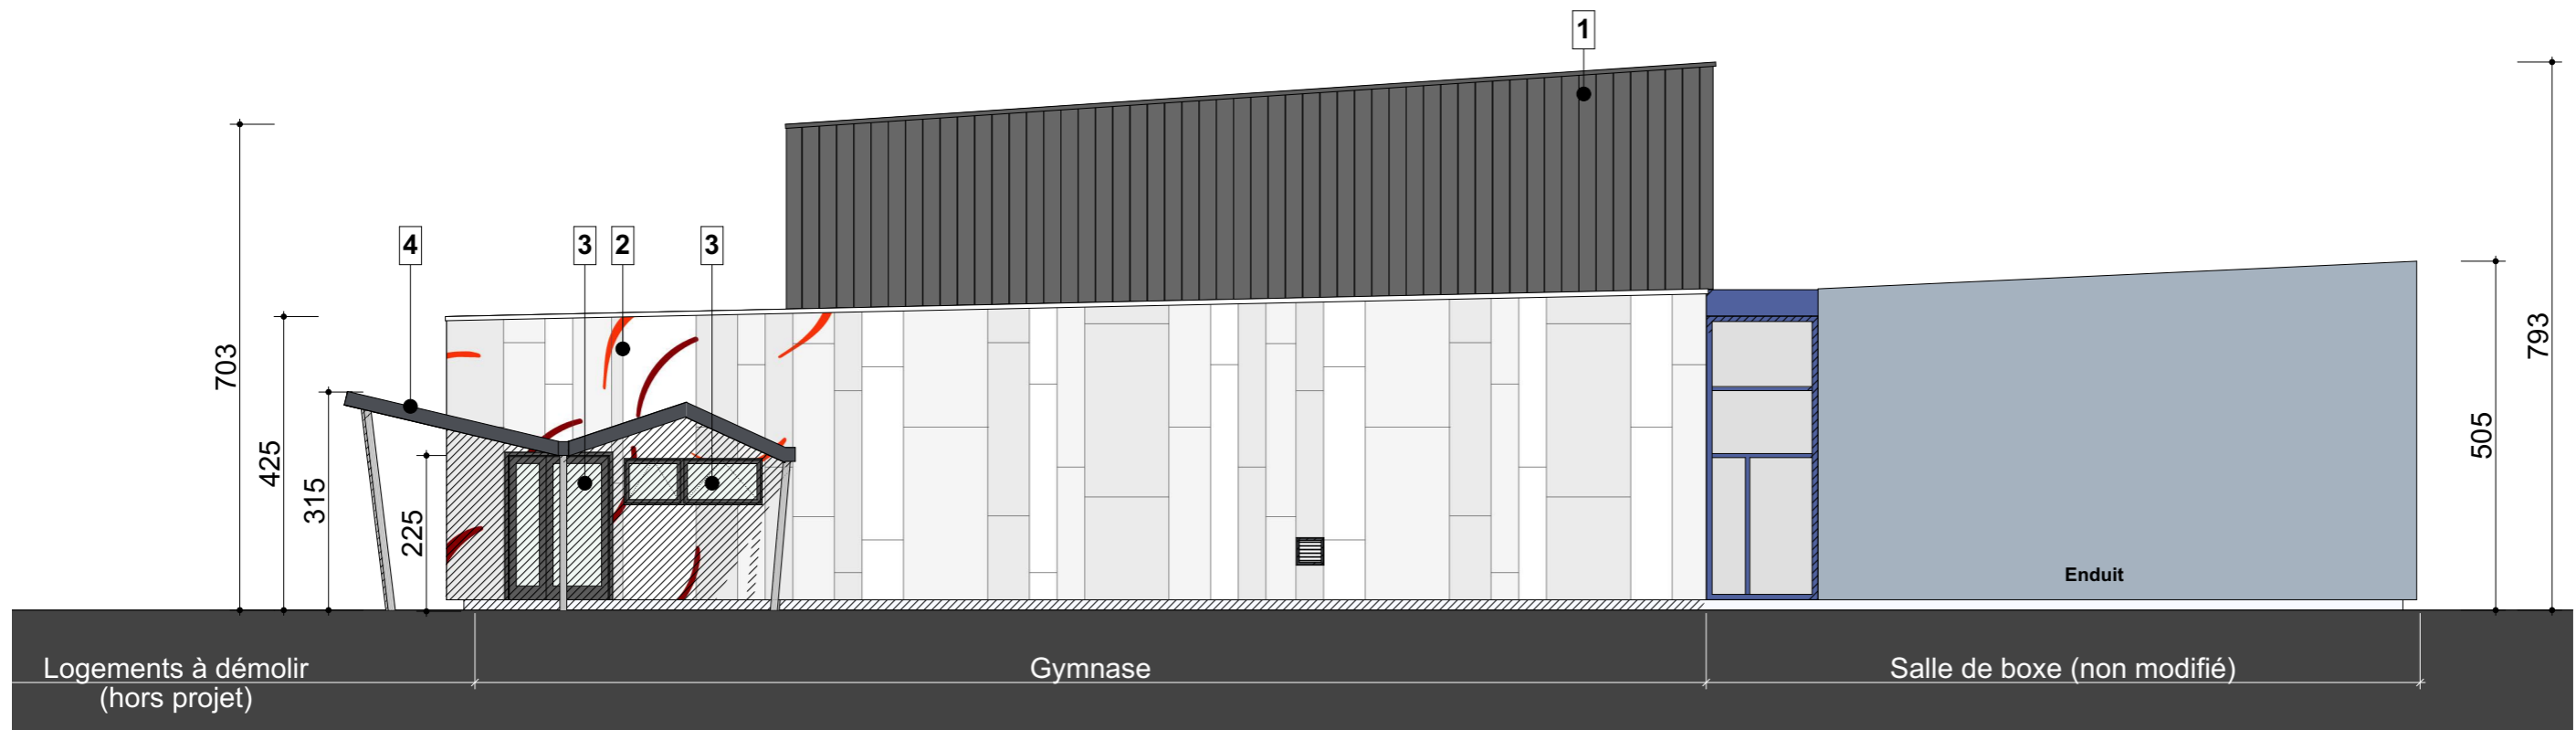 1
4
3
2
3
703
425
315
225
793
505
Enduit
Logements à démolir
(hors projet)
Gymnase
Salle de boxe (non modifié)